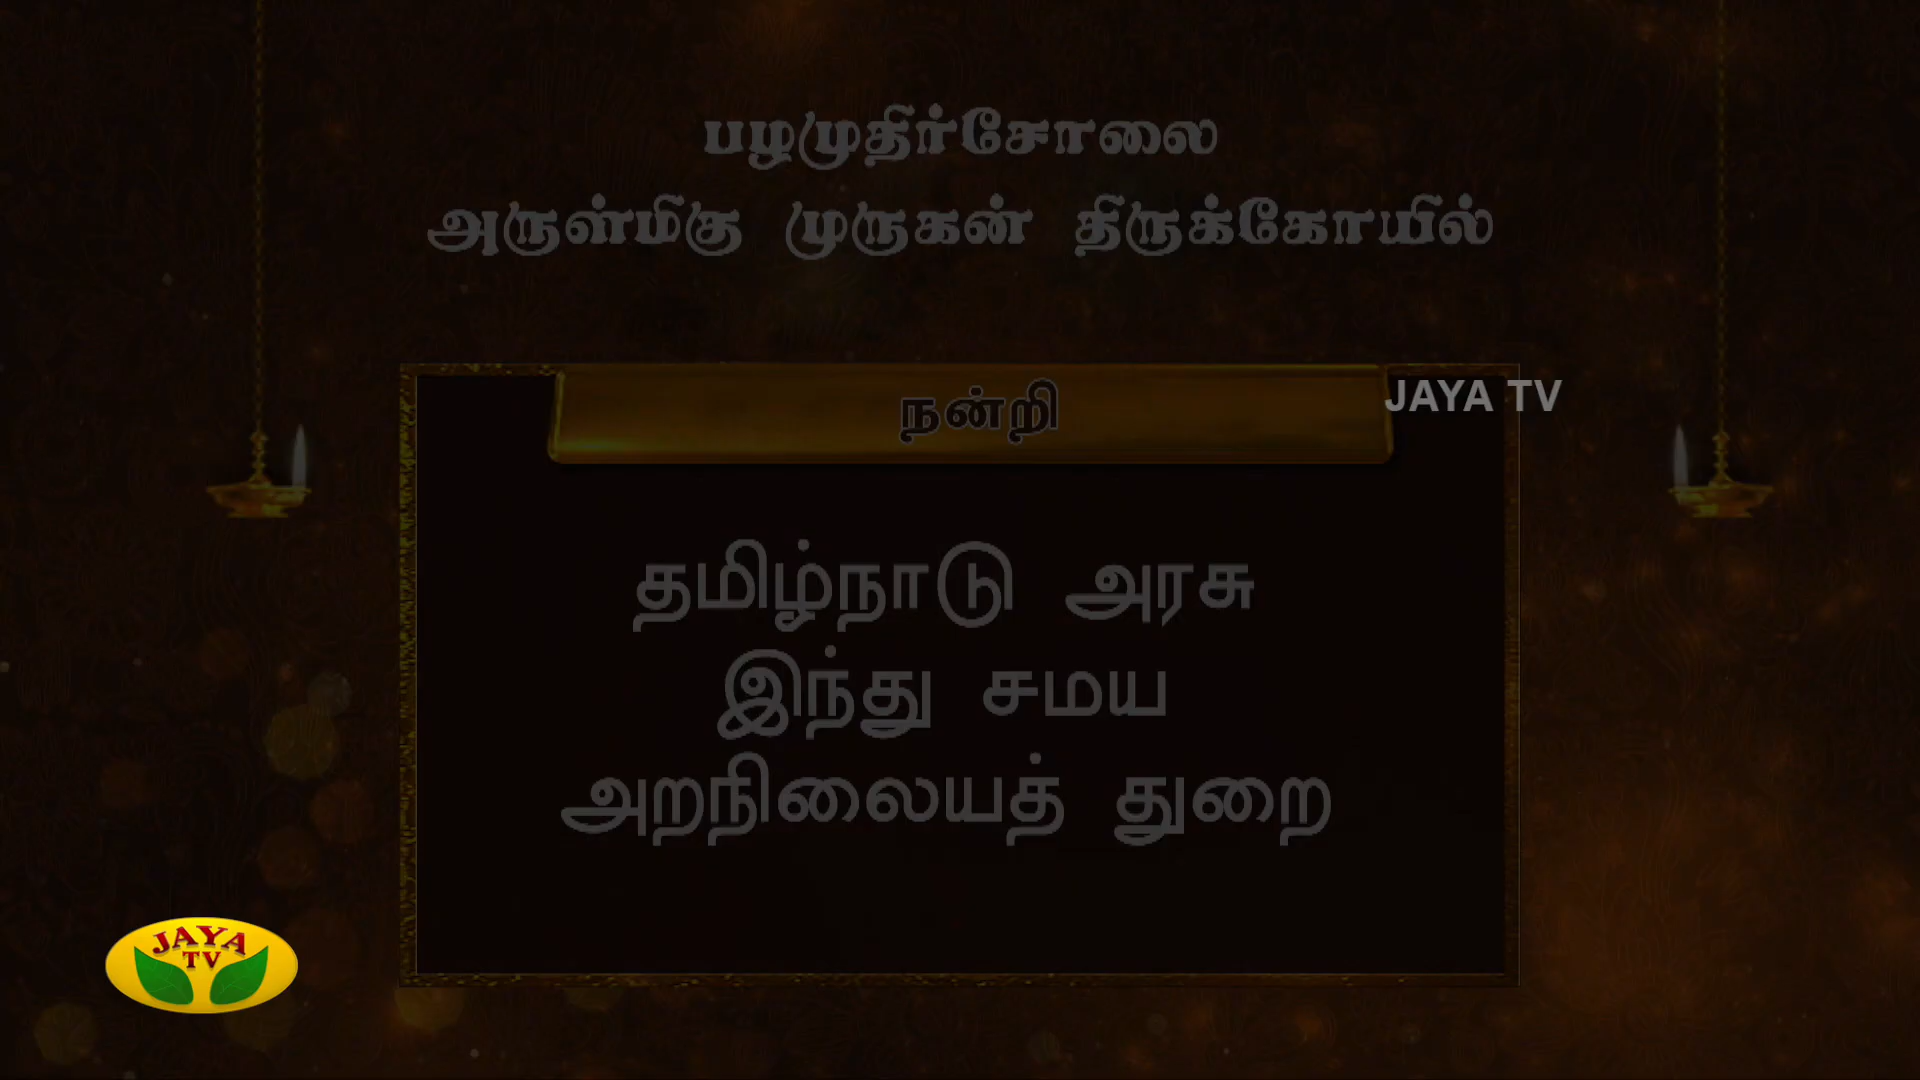 பழமுதிர்சோலை
அருள்மிகு முருகன் திருக்கோயில்
நன்றி
JAYA TV
தமிழ்நாடு அரசு
இந்து சமய
அறநிலையத் துறை
JAYA
TV